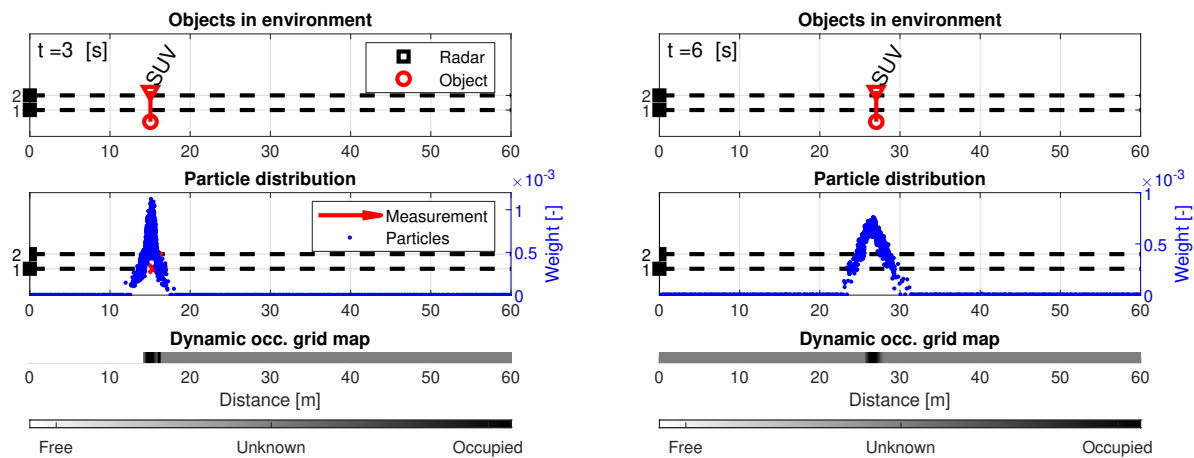 Objects in environment
t =3 [s]
SUV
Radar
Object
2
1
0 10 20 30 40 50 60
Particle distribution
×10-3
Measurement
Particles
2
1
1
0.5
0
Weight [-]
0 10 20 30 40 50 60
Dynamic occ. grid map
0 10 20 30 40 50 60
Distance [m]
Free Unknown Occupied
Objects in environment
t =6 [s]
SUV
2
1
0 10 20 30 40 50 60
Particle distribution
×10-3
2
1
1
0.5
0
Weight [-]
0 10 20 30 40 50 60
Dynamic occ. grid map
0 10 20 30 40 50 60
Distance [m]
Free Unknown Occupied